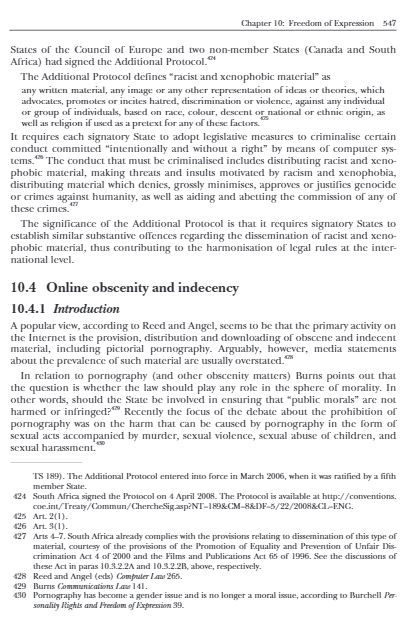 Chapter 10: Freedom of Expression 547
States of the Council of Europe and two non-member States (Canada and South
Africa) had signed the Additional Protocol.424
The Additional Protocol defines "racist and xenophobic material" as
any written material, any image or any other representation of ideas or theories, which
advocates, promotes or incites hatred, discrimination or violence, against any individual
or group of individuals, based on race, colour, descent or national or ethnic origin, as
well as religion if used as a pretext for any of these factors.425
It requires each signatory State to adopt legislative measures to criminalise certain
conduct committed "intentionally and without a right" by means of computer sys-
tems.426 The conduct that must be criminalised includes distributing racist and xeno-
phobic material, making threats and insults motivated by racism and xenophobia,
distributing material which denies, grossly minimises, approves or justifies genocide
or crimes against humanity, as well as aiding and abetting the commission of any of
these crimes.427
The significance of the Additional Protocol is that it requires signatory States to
establish similar substantive offences regarding the dissemination of racist and xeno-
phobic material, thus contributing to the harmonisation of legal rules at the inter-
national level.
10.4 Online obscenity and indecency
10.4.1 Introduction
A popular view, according to Reed and Angel, seems to be that the primary activity on
the Internet is the provision, distribution and downloading of obscene and indecent
material, including pictorial pornography. Arguably, however, media statements
about the prevalence of such material are usually overstated.428
In relation to pornography (and other obscenity matters) Burns points out that
the question is whether the law should play any role in the sphere of morality. In
other words, should the State be involved in ensuring that "public morals" are not
harmed or infringed?429 Recently the focus of the debate about the prohibition of
pornography was on the harm that can be caused by pornography in the form of
sexual acts accompanied by murder, sexual violence, sexual abuse of children, and
sexual harassment.430
TS 189). The Additional Protocol entered into force in March 2006, when it was ratified by a fifth
member State.
424 South Africa signed the Protocol on 4 April 2008. The Protocol is available at http://conventions.
coe.int/Treaty/Commun/ChercheSig.asp?NT=189&CM=8&DF=5/22/2008&CL=ENG.
425 Art. 2(1).
426 Art. 3(1).
427 Arts 4–7. South Africa already complies with the provisions relating to dissemination of this type of
material, courtesy of the provisions of the Promotion of Equality and Prevention of Unfair Dis-
crimination Act 4 of 2000 and the Films and Publications Act 65 of 1996. See the discussions of
these Act in paras 10.3.2.2A and 10.3.2.2B, above, respectively.
428 Reed and Angel (eds) Computer Law 265.
429 Burns Communications Law 141.
430 Pornography has become a gender issue and is no longer a moral issue, according to Burchell Per-
sonality Rights and Freedom of Expression 39.